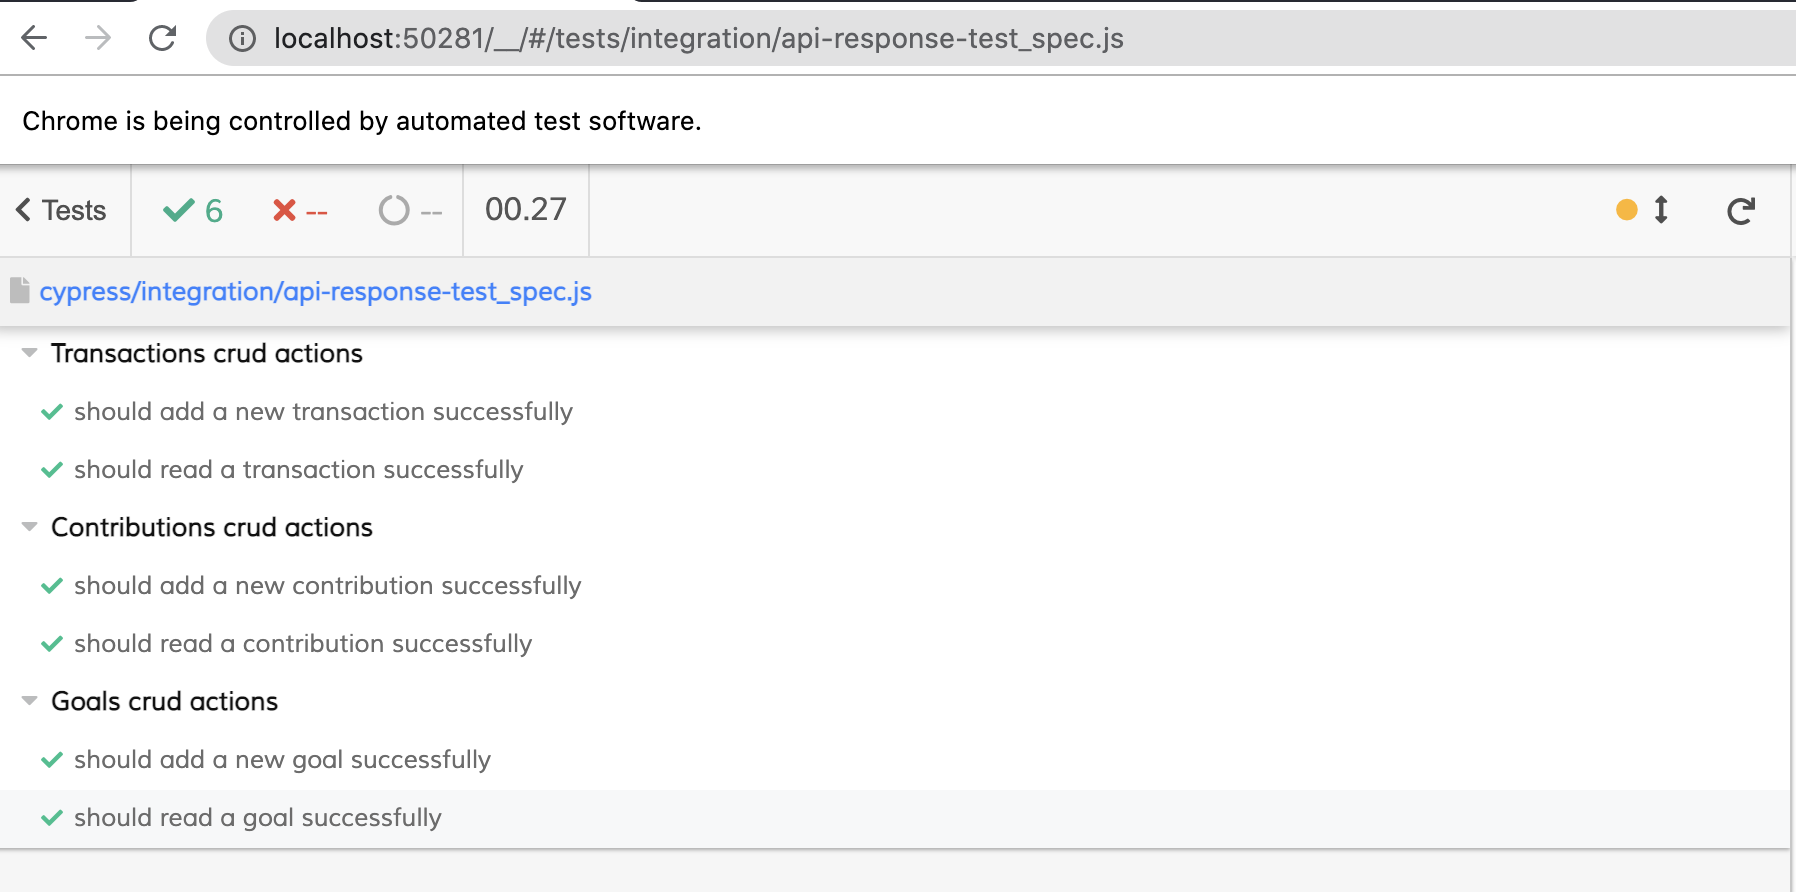 localhost:50281/__/#/tests/integration/api-response-test_spec.js
Chrome is being controlled by automated test software.
Tests 6 -- -- 00.27
cypress/integration/api-response-test_spec.js
Transactions crud actions
should add a new transaction successfully
should read a transaction successfully
Contributions crud actions
should add a new contribution successfully
should read a contribution successfully
Goals crud actions
should add a new goal successfully
should read a goal successfully